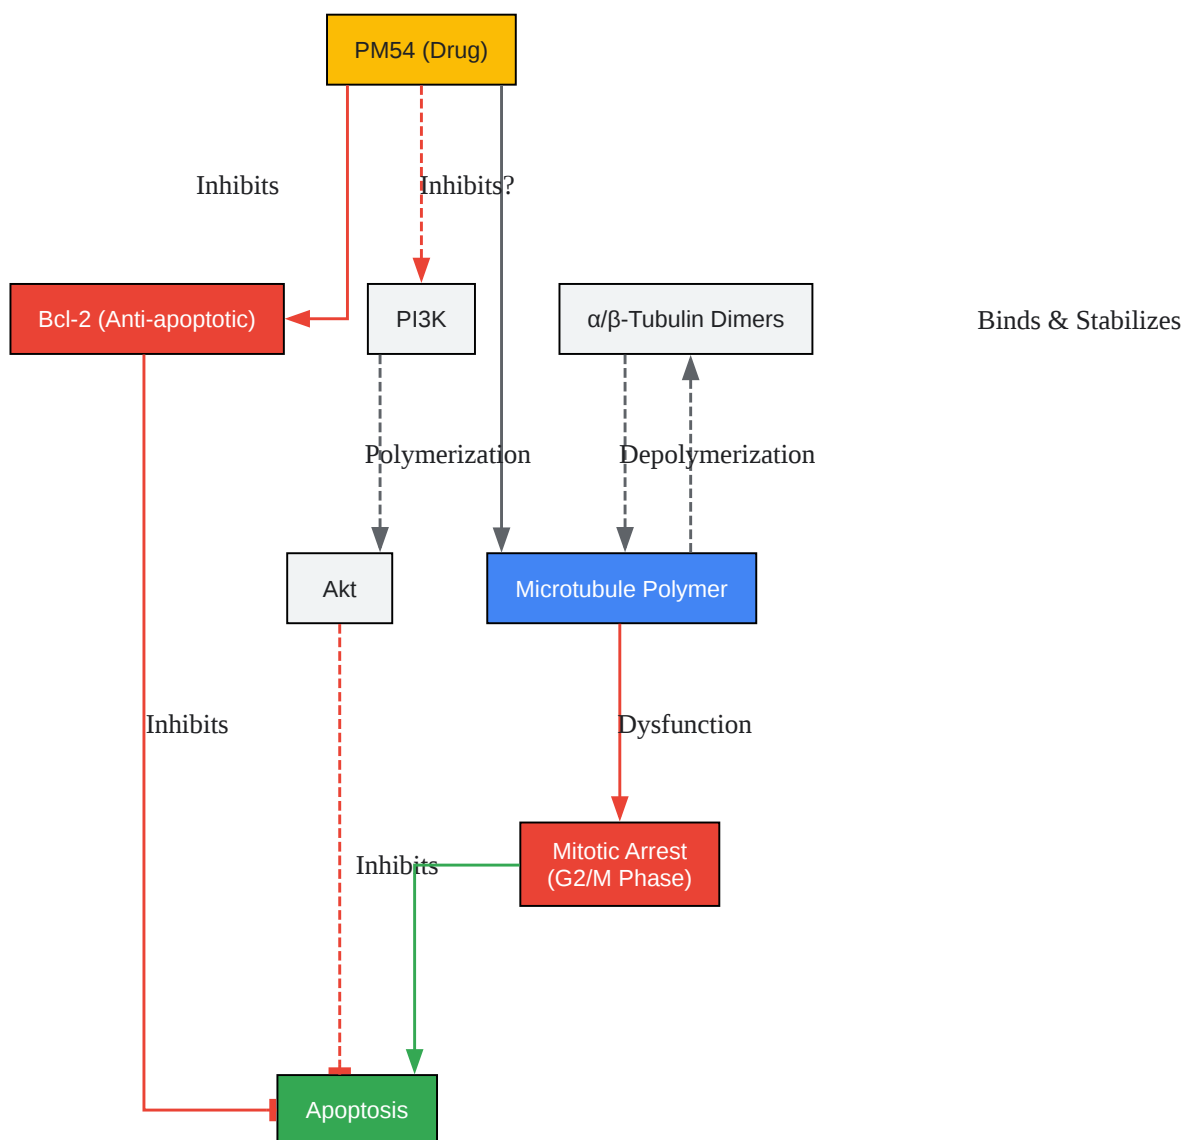 PM54 (Drug)
Inhibits
Inhibits?
Bcl-2 (Anti-apoptotic)
PI3K
α/β-Tubulin Dimers
Binds & Stabilizes
Polymerization
Depolymerization
Akt
Microtubule Polymer
Inhibits
Dysfunction
Mitotic Arrest
(G2/M Phase)
Inhibits
Apoptosis